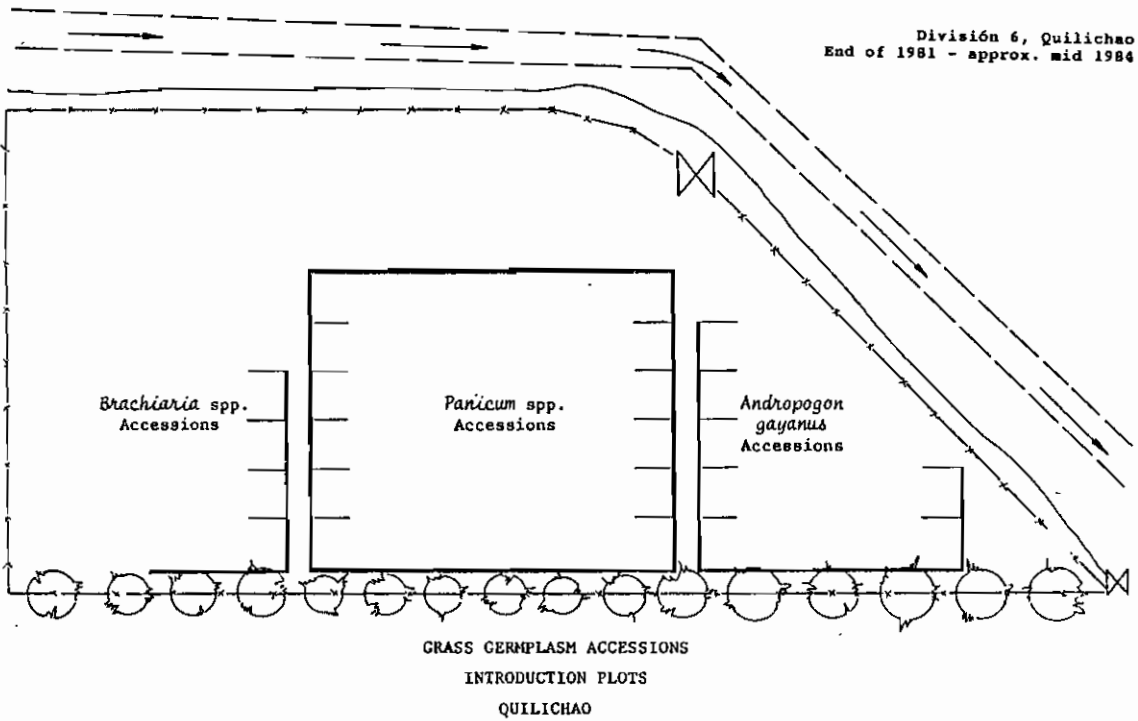 División 6, Quilichao
End of 1981 - approx. mid 1984
Brachiaria spp.
Accessions
Panicum spp.
Accessions
Andropogon
gayanus
Accessions
GRASS GERMPLASM ACCESSIONS
INTRODUCTION PLOTS
QUILICHAO